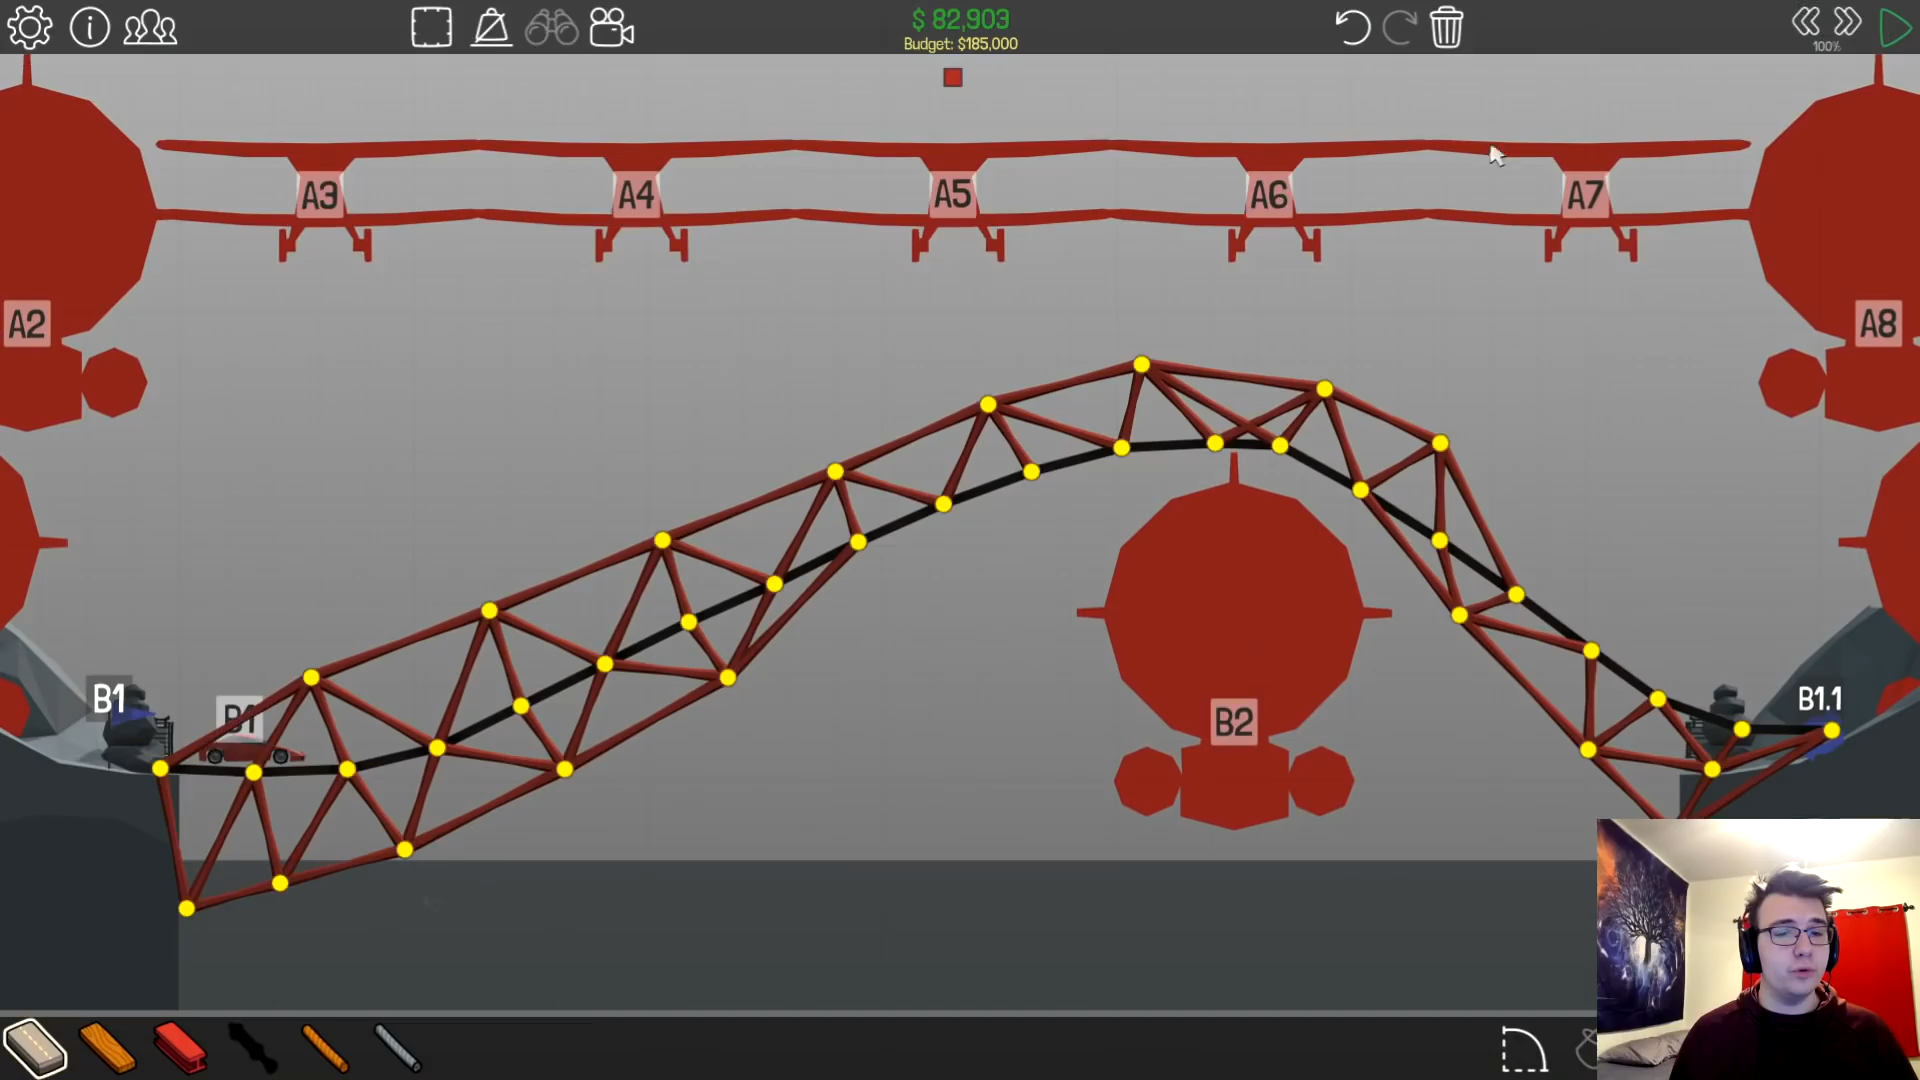 $ 82,903
Budget: $185,000
100%
A3
A4
A5
A6
A7
A2
A8
B1
B1
B2
B1.1